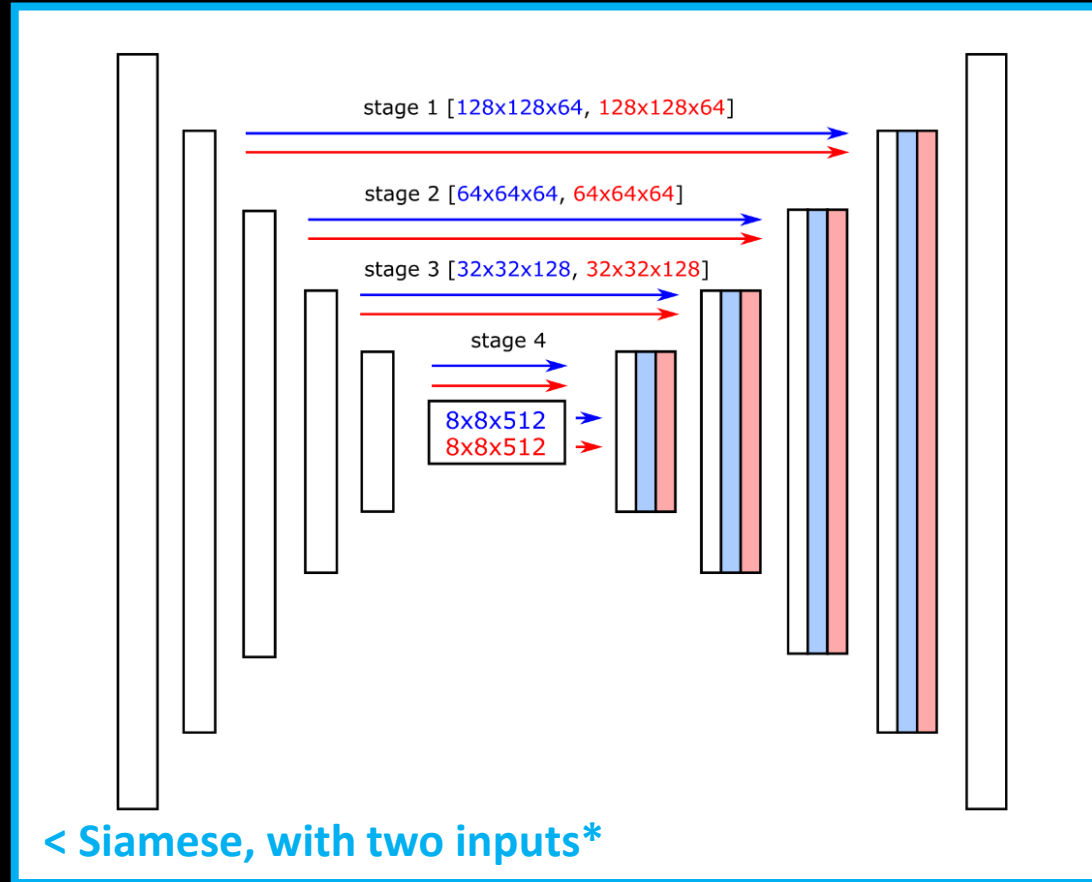 stage 1 [128x128x64, 128x128x64]
stage 2 [64x64x64, 64x64x64]
stage 3 [32x32x128, 32x32x128]
stage 4
8x8x512
8x8x512
< Siamese, with two inputs*